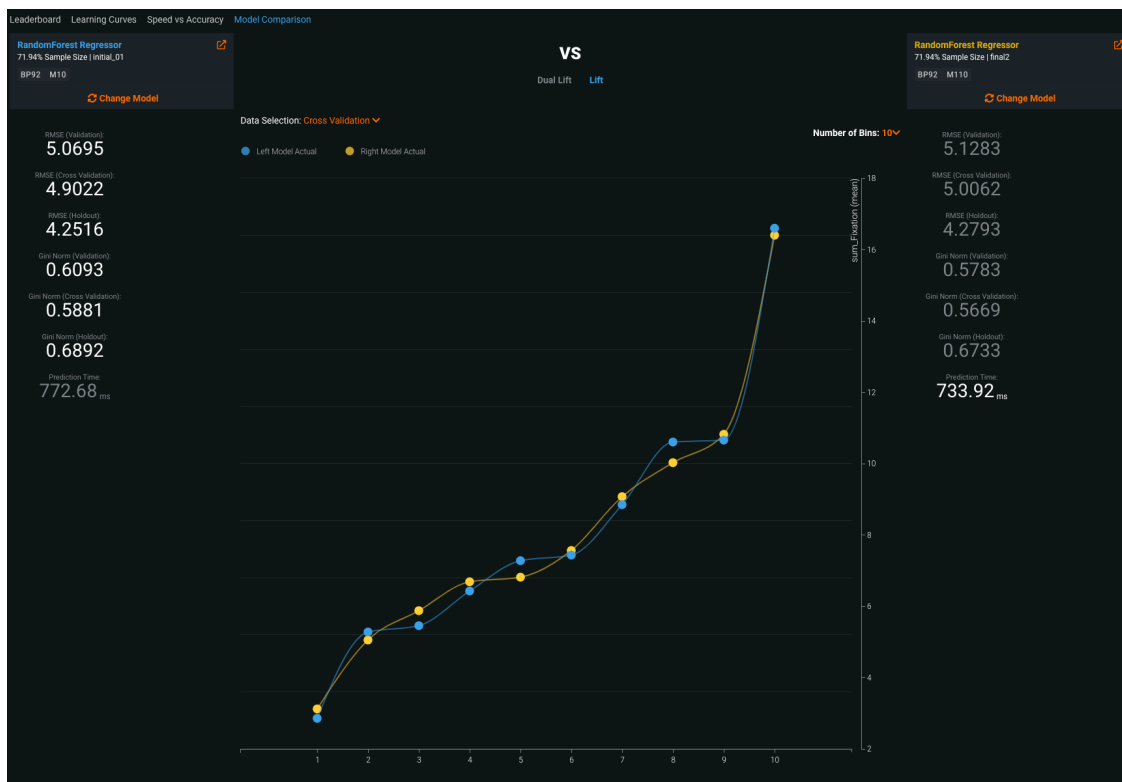 Leaderboard Learning Curves Speed vs Accuracy Model Comparison
RandomForest Regressor
71.94% Sample Size | initial_01
BP92 M10
Change Model
VS
Dual Lift Lift
RandomForest Regressor
71.94% Sample Size | final2
BP92 M110
Change Model
RMSE (Validation):
5.0695
RMSE (Cross Validation):
4.9022
RMSE (Holdout):
4.2516
Gini Norm (Validation):
0.6093
Gini Norm (Cross Validation):
0.5881
Gini Norm (Holdout):
0.6892
Prediction Time:
772.68 ms
Data Selection: Cross Validation
Number of Bins: 10
Left Model Actual Right Model Actual
sum_Fixation (mean)
18
16
14
12
10
8
6
4
2
1 2 3 4 5 6 7 8 9 10
RMSE (Validation):
5.1283
RMSE (Cross Validation):
5.0062
RMSE (Holdout):
4.2793
Gini Norm (Validation):
0.5783
Gini Norm (Cross Validation):
0.5669
Gini Norm (Holdout):
0.6733
Prediction Time:
733.92 ms